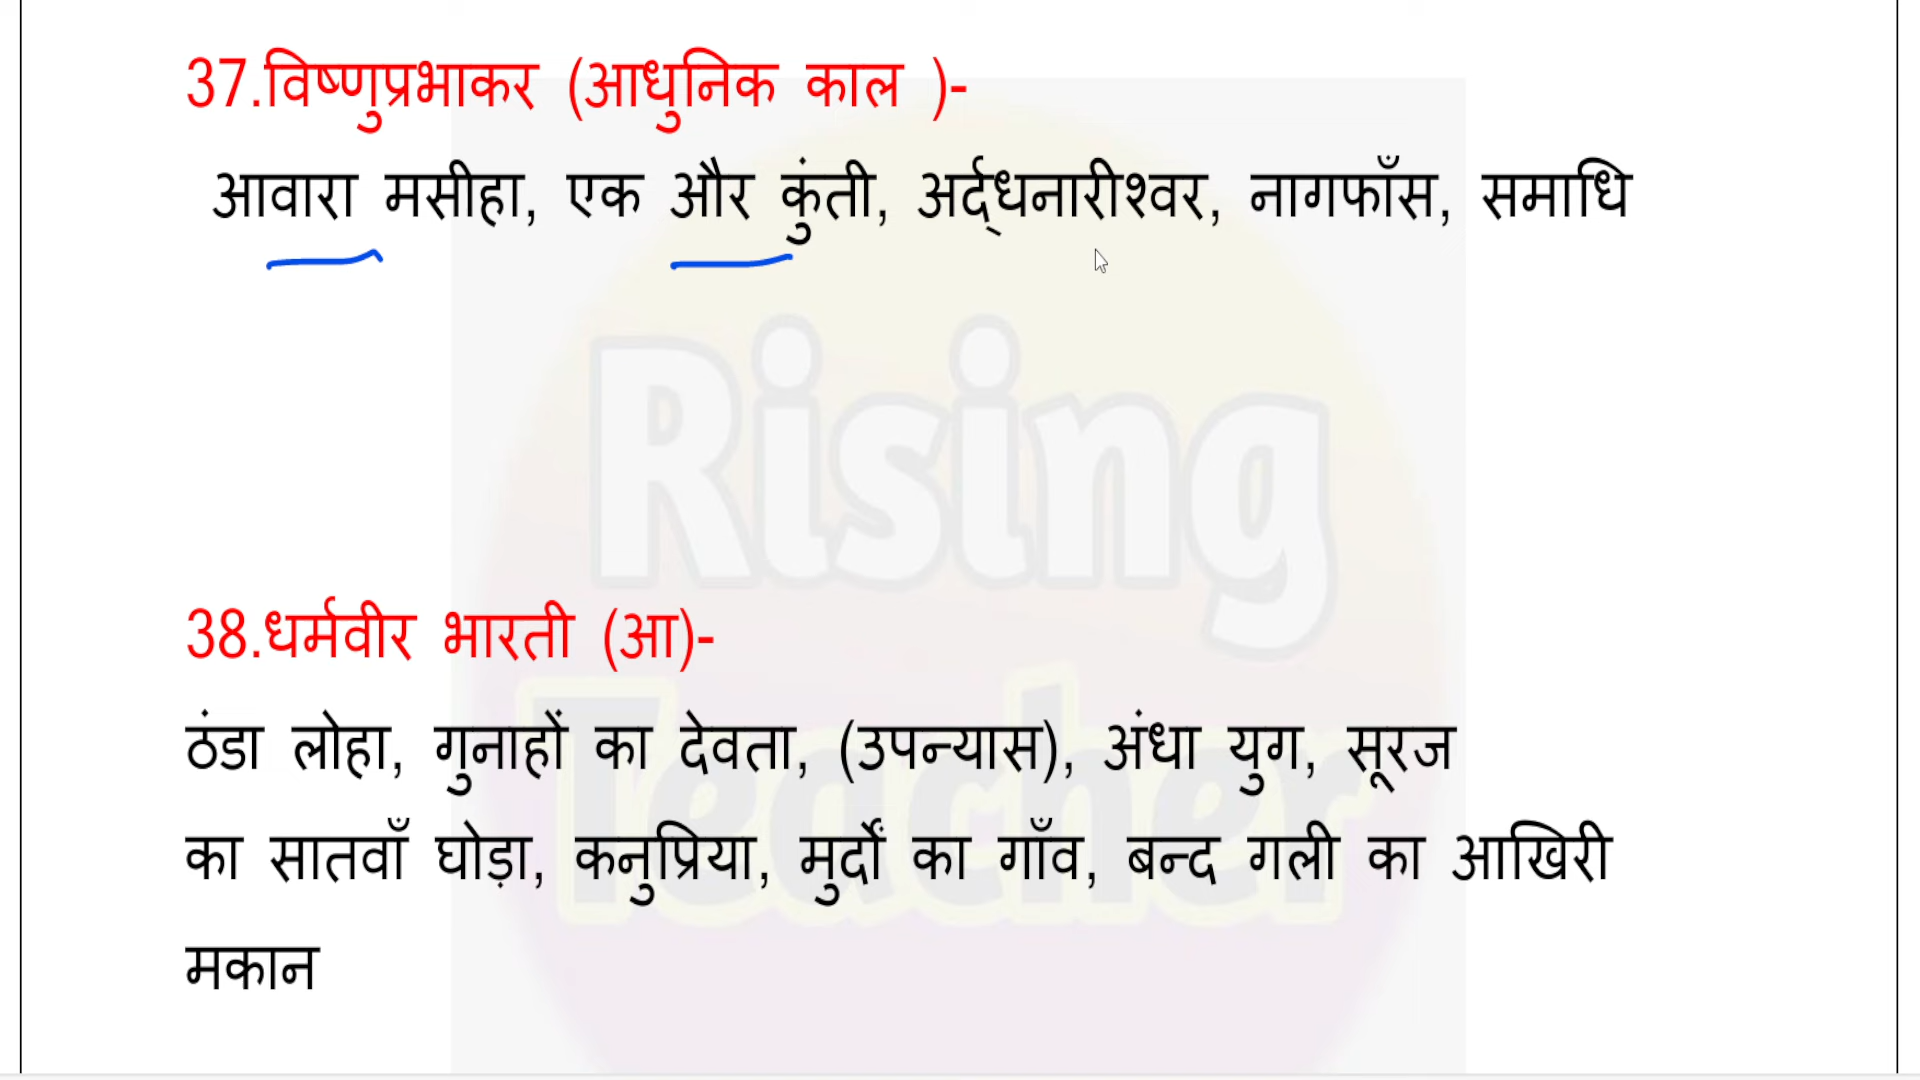 37.विष्णुप्रभाकर (आधुनिक काल )-
आवारा मसीहा, एक और कुंती, अर्द्धनारीश्वर, नागफाँस, समाधि
Rising
38.धर्मवीर भारती (आ)-
Teacher
ठंडा लोहा, गुनाहों का देवता, (उपन्यास), अंधा युग, सूरज
का सातवाँ घोड़ा, कनुप्रिया, मुर्दों का गाँव, बन्द गली का आखिरी
मकान